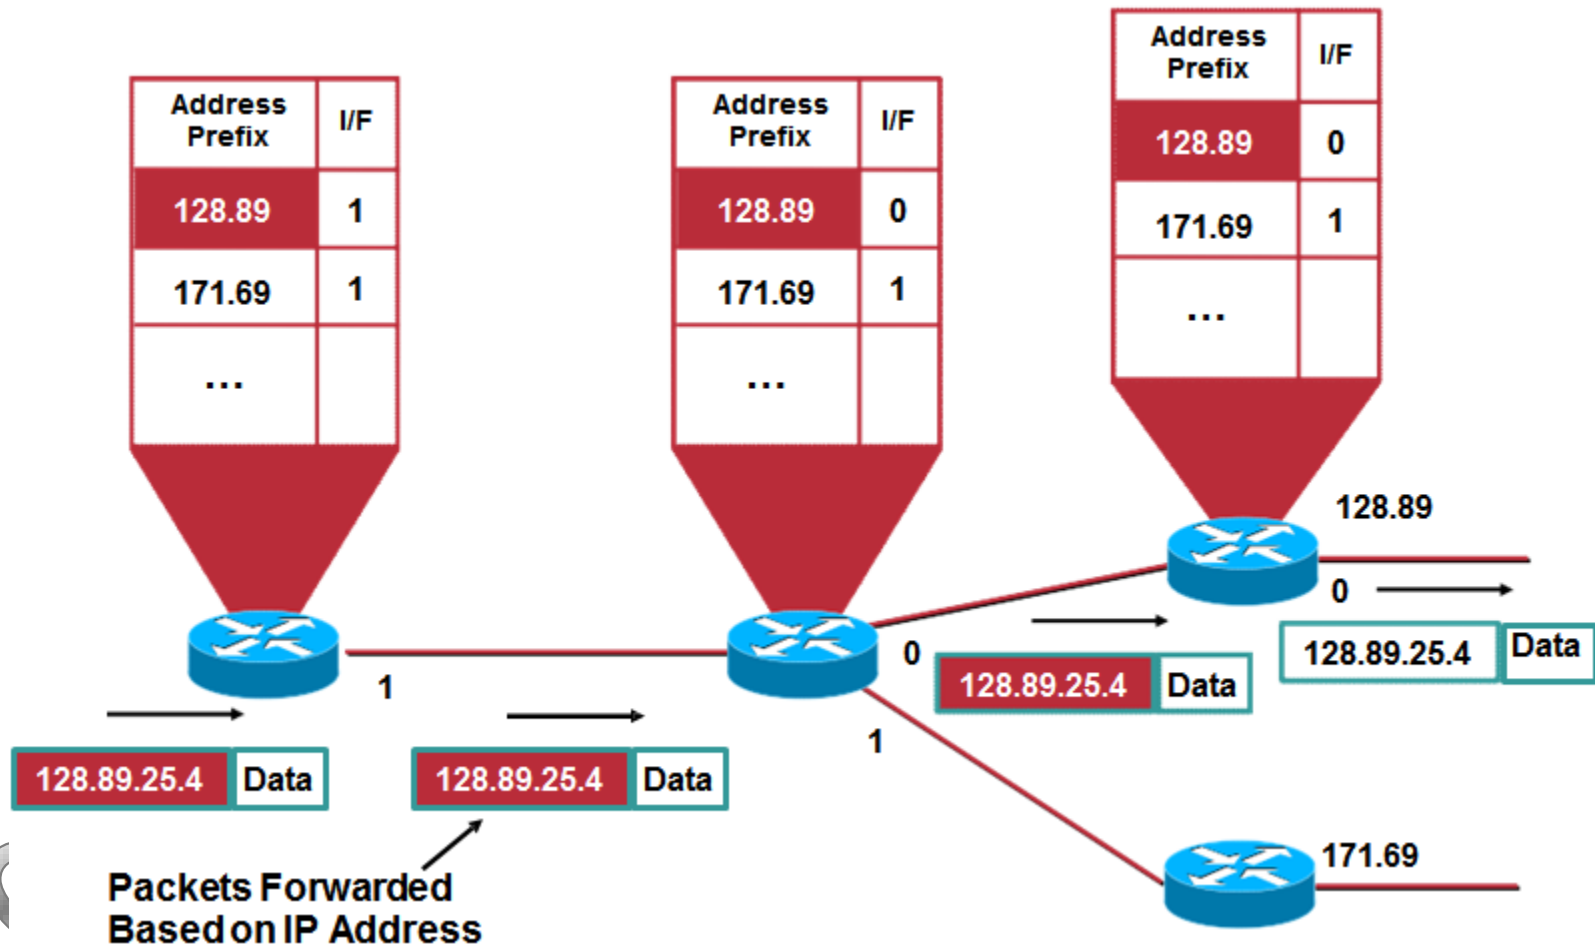 Address Prefix I/F
128.89 1
171.69 1
...
Address Prefix I/F
128.89 0
171.69 1
...
Address Prefix I/F
128.89 0
171.69 1
...
128.89
0
128.89.25.4 Data
1
0
128.89.25.4 Data
1
128.89.25.4 Data
128.89.25.4 Data
171.69
Packets Forwarded
Based on IP Address